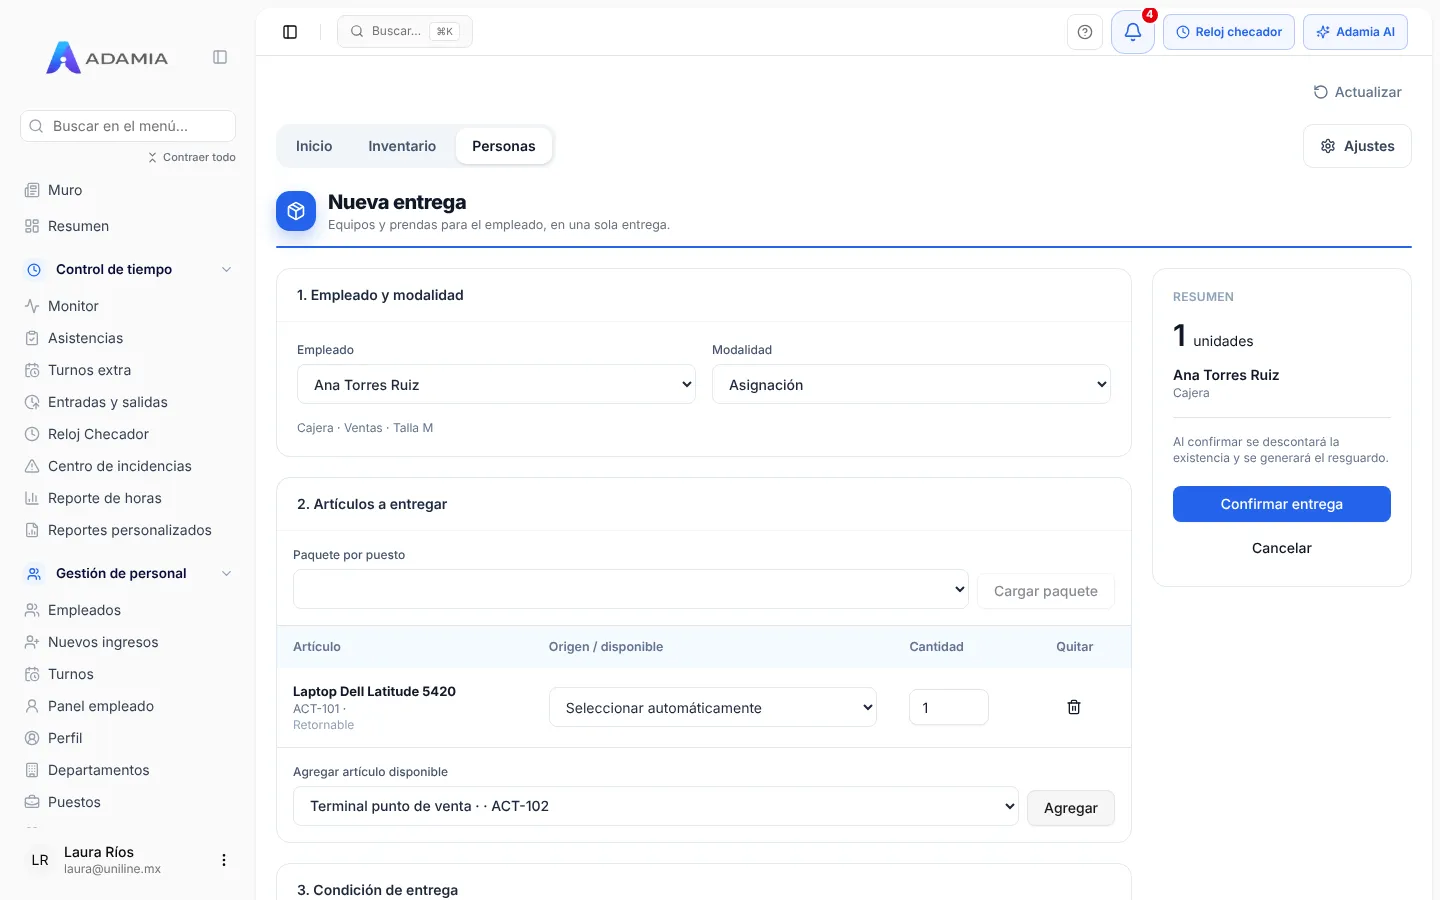 ADAMIA
Buscar en el menú...
Contraer todo
Muro
Resumen
Control de tiempo
Monitor
Asistencias
Turnos extra
Entradas y salidas
Reloj Checador
Centro de incidencias
Reporte de horas
Reportes personalizados
Gestión de personal
Empleados
Nuevos ingresos
Turnos
Panel empleado
Perfil
Departamentos
Puestos
LR
Laura Ríos
laura@uniline.mx
Buscar... ⌘K
4
Reloj checador
Adamia AI
Actualizar
Inicio
Inventario
Personas
Ajustes
Nueva entrega
Equipos y prendas para el empleado, en una sola entrega.
1. Empleado y modalidad
Empleado
Modalidad
Ana Torres Ruiz
Asignación
Cajera · Ventas · Talla M
2. Artículos a entregar
Paquete por puesto
Cargar paquete
Artículo
Origen / disponible
Cantidad
Quitar
Laptop Dell Latitude 5420
ACT-101 ·
Retornable
Seleccionar automáticamente
1
Agregar artículo disponible
Terminal punto de venta · · ACT-102
Agregar
3. Condición de entrega
RESUMEN
1 unidades
Ana Torres Ruiz
Cajera
Al confirmar se descontará la
existencia y se generará el resguardo.
Confirmar entrega
Cancelar